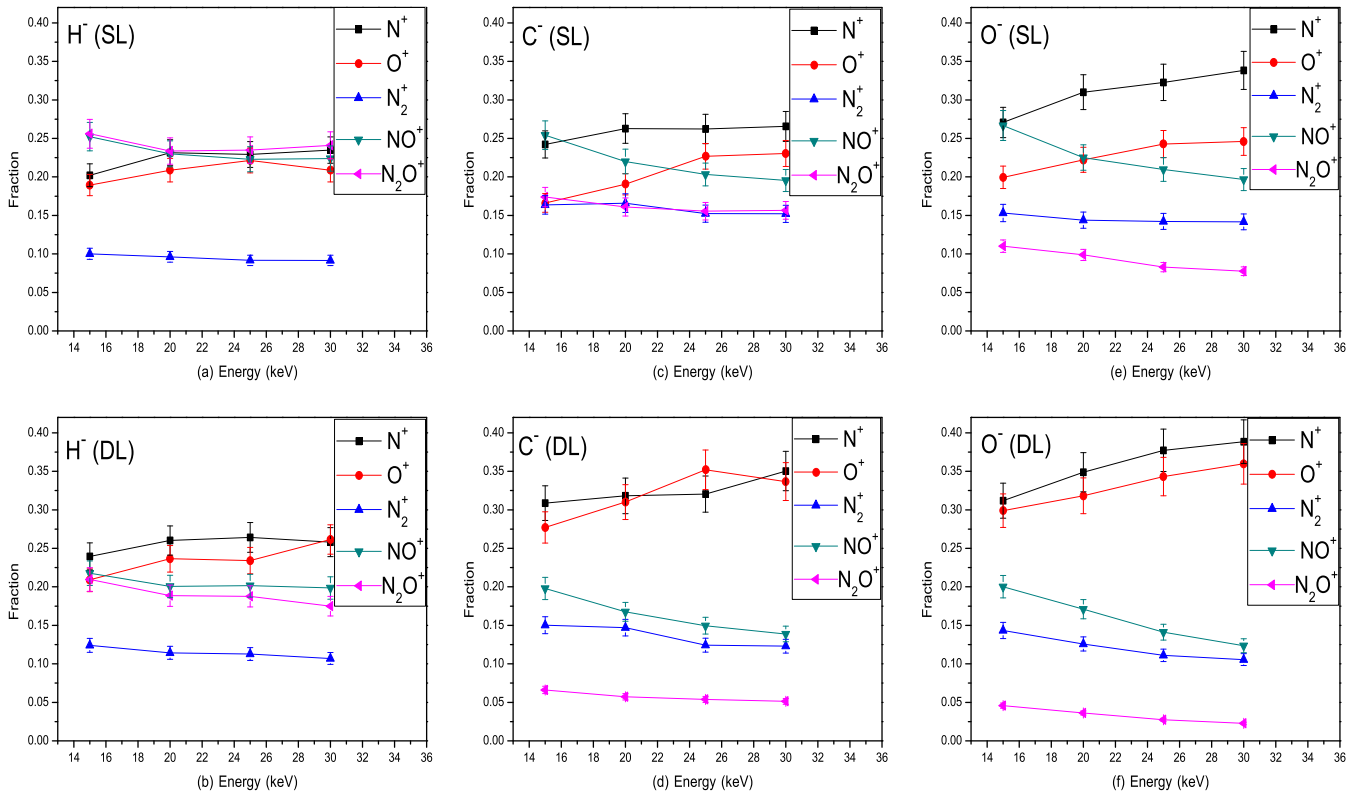 H⁻ (SL)
N⁺
O⁺
N₂⁺
NO⁺
N₂O⁺
Fraction
0.40
0.35
0.30
0.25
0.20
0.15
0.10
0.05
0.00
14 16 18 20 22 24 26 28 30 32 34 36
(a) Energy (keV)
C⁻ (SL)
N⁺
O⁺
N₂⁺
NO⁺
N₂O⁺
Fraction
0.40
0.35
0.30
0.25
0.20
0.15
0.10
0.05
0.00
14 16 18 20 22 24 26 28 30 32 34 36
(c) Energy (keV)
O⁻ (SL)
N⁺
O⁺
N₂⁺
NO⁺
N₂O⁺
Fraction
0.40
0.35
0.30
0.25
0.20
0.15
0.10
0.05
0.00
14 16 18 20 22 24 26 28 30 32 34 36
(e) Energy (keV)
H⁻ (DL)
N⁺
O⁺
N₂⁺
NO⁺
N₂O⁺
Fraction
0.40
0.35
0.30
0.25
0.20
0.15
0.10
0.05
0.00
14 16 18 20 22 24 26 28 30 32 34 36
(b) Energy (keV)
C⁻ (DL)
N⁺
O⁺
N₂⁺
NO⁺
N₂O⁺
Fraction
0.40
0.35
0.30
0.25
0.20
0.15
0.10
0.05
0.00
14 16 18 20 22 24 26 28 30 32 34 36
(d) Energy (keV)
O⁻ (DL)
N⁺
O⁺
N₂⁺
NO⁺
N₂O⁺
Fraction
0.40
0.35
0.30
0.25
0.20
0.15
0.10
0.05
0.00
14 16 18 20 22 24 26 28 30 32 34 36
(f) Energy (keV)